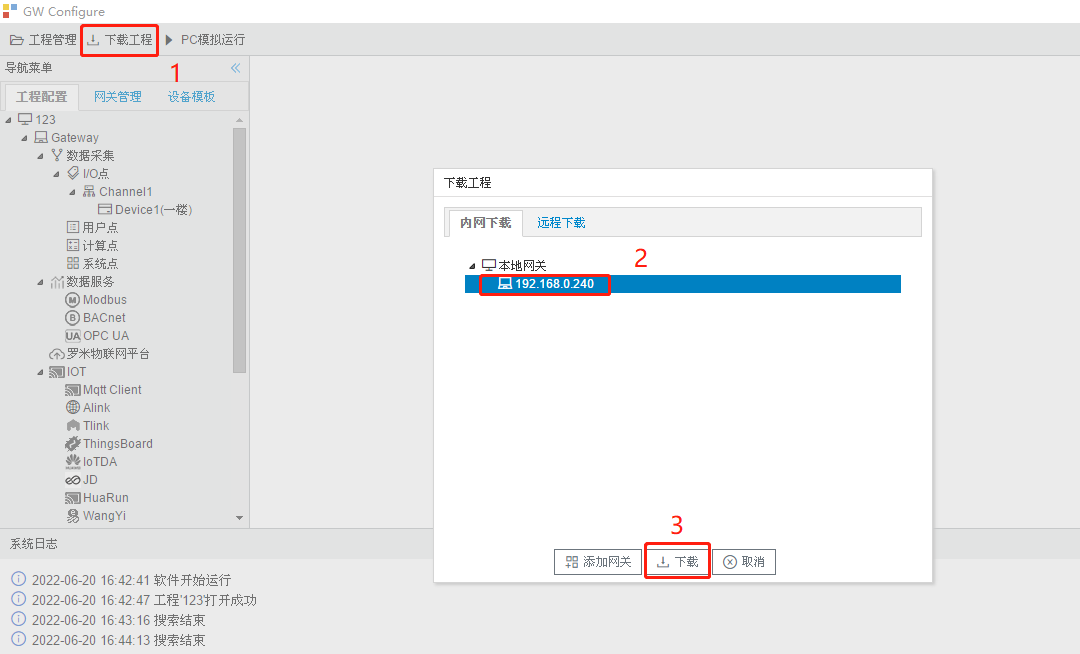 GW Configure
工程管理 下载工程 PC模拟运行
导航菜单
1
工程配置 网关管理 设备模板
123
Gateway
数据采集
I/O点
Channel1
Device1(一楼)
用户点
计算点
系统点
数据服务
M Modbus
B BACnet
UA OPC UA
罗米物联网平台
IOT
Mqtt Client
Alink
Tlink
ThingsBoard
IoTDA
JD
HuaRun
WangYi
下载工程
内网下载 远程下载
2
本地网关
192.168.0.240
3
添加网关 下载 取消
系统日志
2022-06-20 16:42:41 软件开始运行
2022-06-20 16:42:47 工程'123'打开成功
2022-06-20 16:43:16 搜索结束
2022-06-20 16:44:13 搜索结束